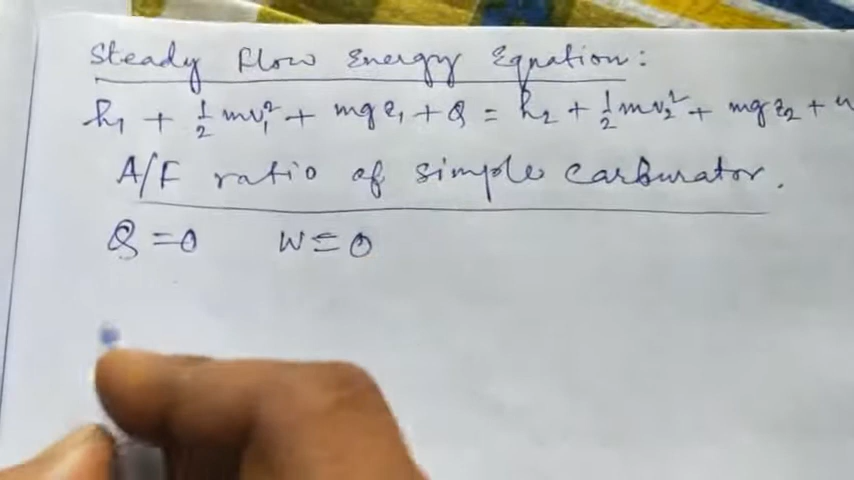 Steady Flow Energy Equation:
h₁ + ½ mv₁² + mgz₁ + Q = h₂ + ½ mv₂² + mgz₂ +
A/F ratio of simple carburator.
Q = 0 W = 0